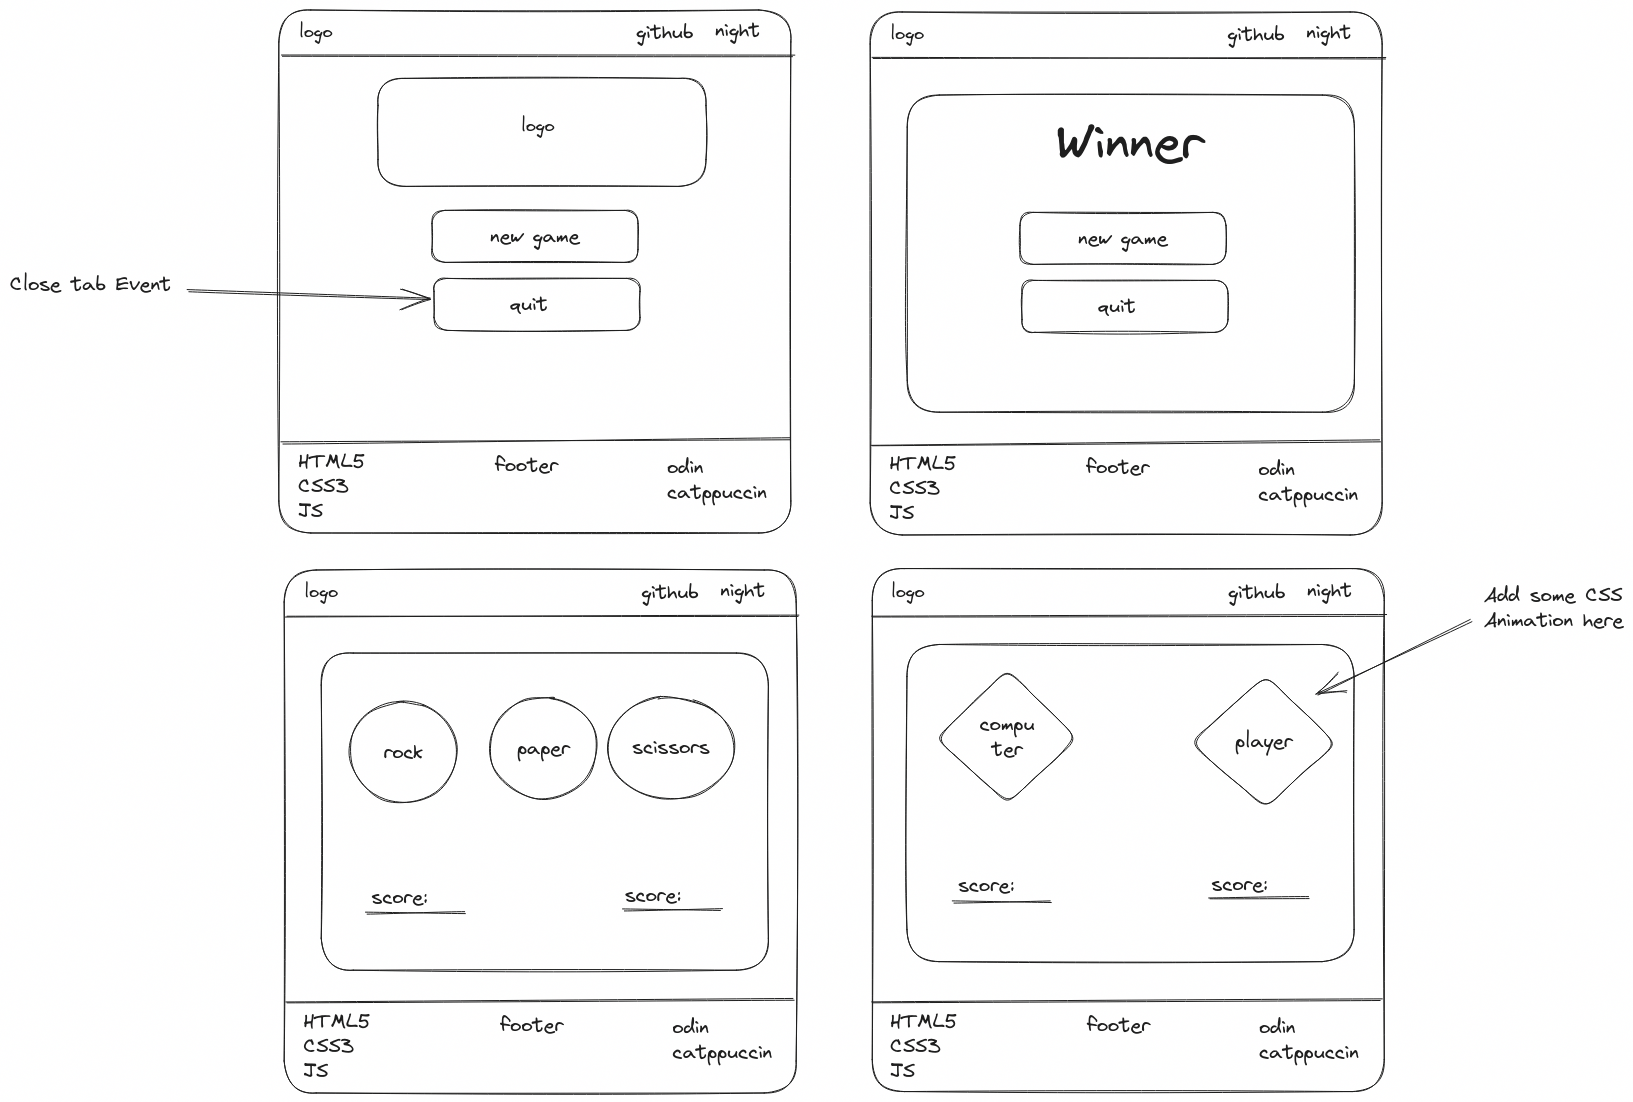 logo
github
night
logo
new game
quit
Close tab Event
HTML5
CSS3
JS
footer
odin
catppuccin
logo
github
night
Winner
new game
quit
HTML5
CSS3
JS
footer
odin
catppuccin
logo
github
night
rock
paper
scissors
score:
score:
HTML5
CSS3
JS
footer
odin
catppuccin
logo
github
night
Add some CSS
Animation here
compu
ter
player
score:
score:
HTML5
CSS3
JS
footer
odin
catppuccin